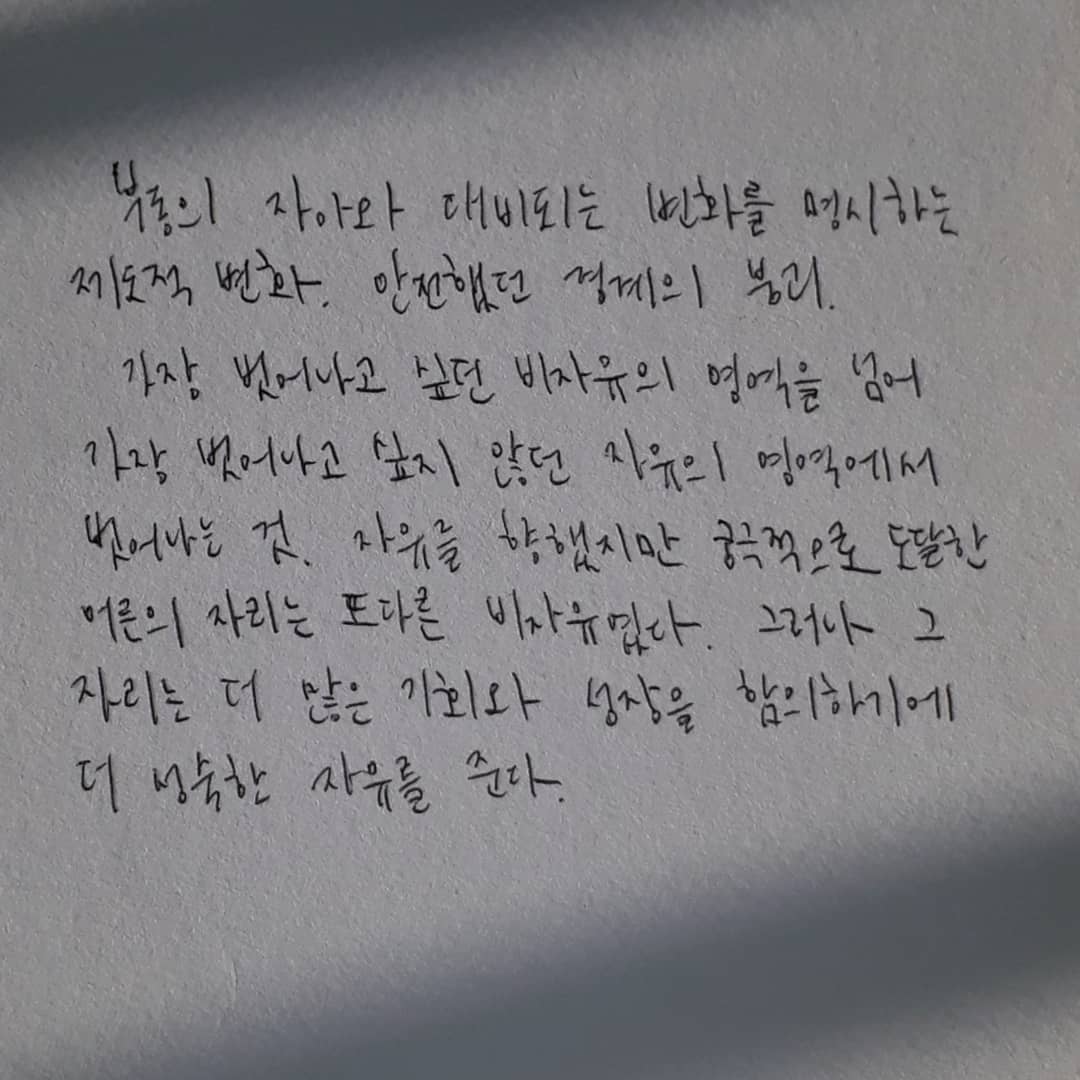 부동의 자아와 대비되는 변화를 명시하는
제도적 변화. 안전했던 경계의 붕괴.
가장 벗어나고 싶던 비자유의 영역을 넘어
가장 벗어나고 싶지 않던 자유의 영역에서
벗어나는 것. 자유를 향했지만 궁극적으로 도달한
어른의 자리는 또다른 비자유였다. 그러나 그
자리는 더 많은 기회와 성장을 함의하기에
더 성숙한 자유를 준다.